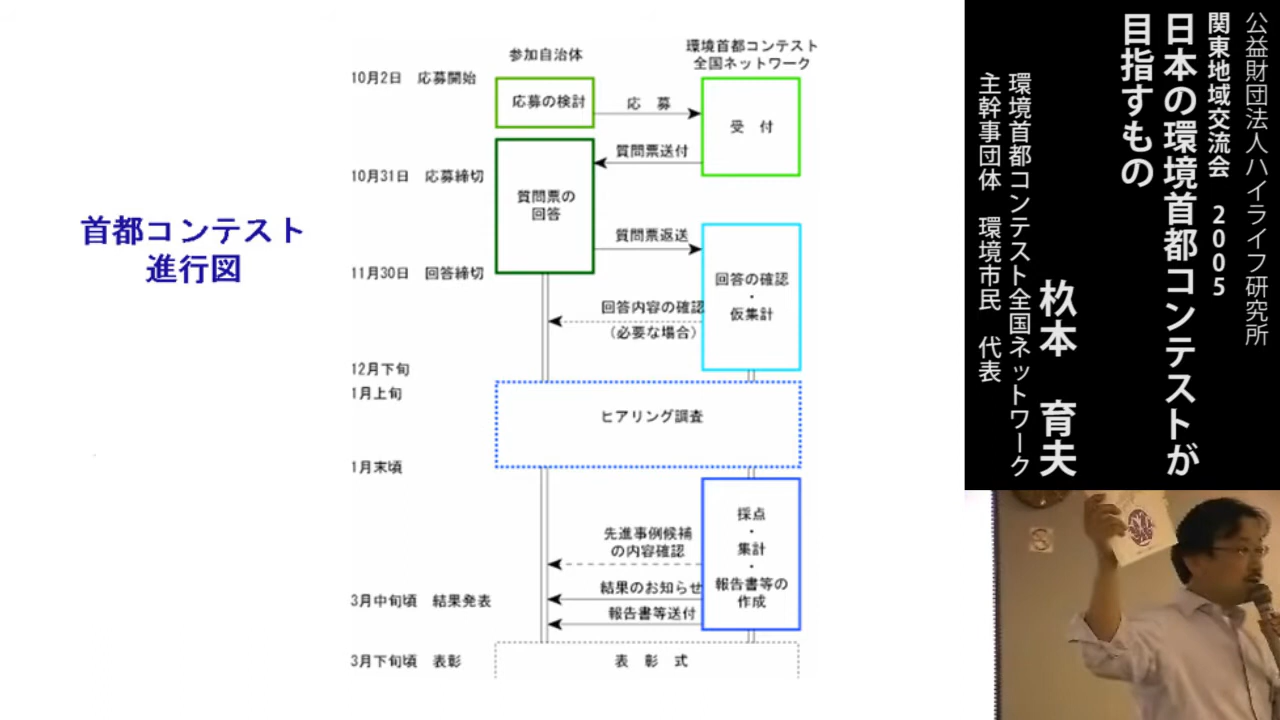 首都コンテスト
進行図
参加自治体
環境首都コンテスト
全国ネットワーク
10月2日　応募開始
応募の検討
応　募
受　付
質問票送付
10月31日　応募締切
質問票の
回答
質問票返送
11月30日　回答締切
回答の確認
・
仮集計
回答内容の確認
（必要な場合）
12月下旬
1月上旬
ヒアリング調査
1月末頃
採点
・
集計
・
報告書等の
作成
先進事例候補
の内容確認
結果のお知らせ
3月中旬頃　結果発表
報告書等送付
3月下旬頃　表彰
表　彰　式
公益財団法人ハイライフ研究所
関東地域交流会　2005
日本の環境首都コンテストが
目指すもの
杦本　育夫
環境首都コンテスト全国ネットワーク
主幹事団体　環境市民　代表